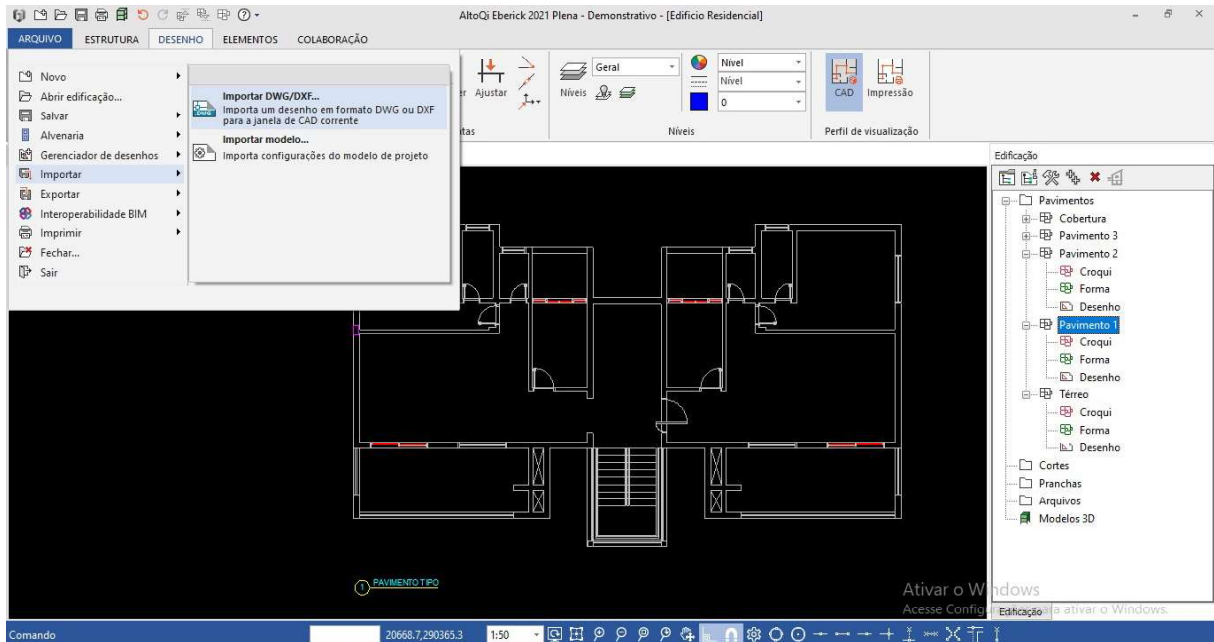 AltoQi Eberick 2021 Plena - Demonstrativo - [Edifício Residencial]
ARQUIVO ESTRUTURA DESENHO ELEMENTOS COLABORAÇÃO
Novo
Abrir edificação...
Salvar
Alvenaria
Gerenciador de desenhos
Importar
Exportar
Interoperabilidade BIM
Imprimir
Fechar...
Sair
Importar DWG/DXF...
Importa um desenho em formato DWG ou DXF
para a janela de CAD corrente
Importar modelo...
Importa configurações do modelo de projeto
Ajustar
Níveis
Geral
Nível
Nível
0
Níveis
CAD
Impressão
Perfil de visualização
Edificação
Pavimentos
Cobertura
Pavimento 3
Pavimento 2
Croqui
Forma
Desenho
Pavimento 1
Croqui
Forma
Desenho
Térreo
Croqui
Forma
Desenho
Cortes
Pranchas
Arquivos
Modelos 3D
1 PAVIMENTO TIPO
Ativar o Windows
Edificação
Comando 20668.7,290365.3 1:50